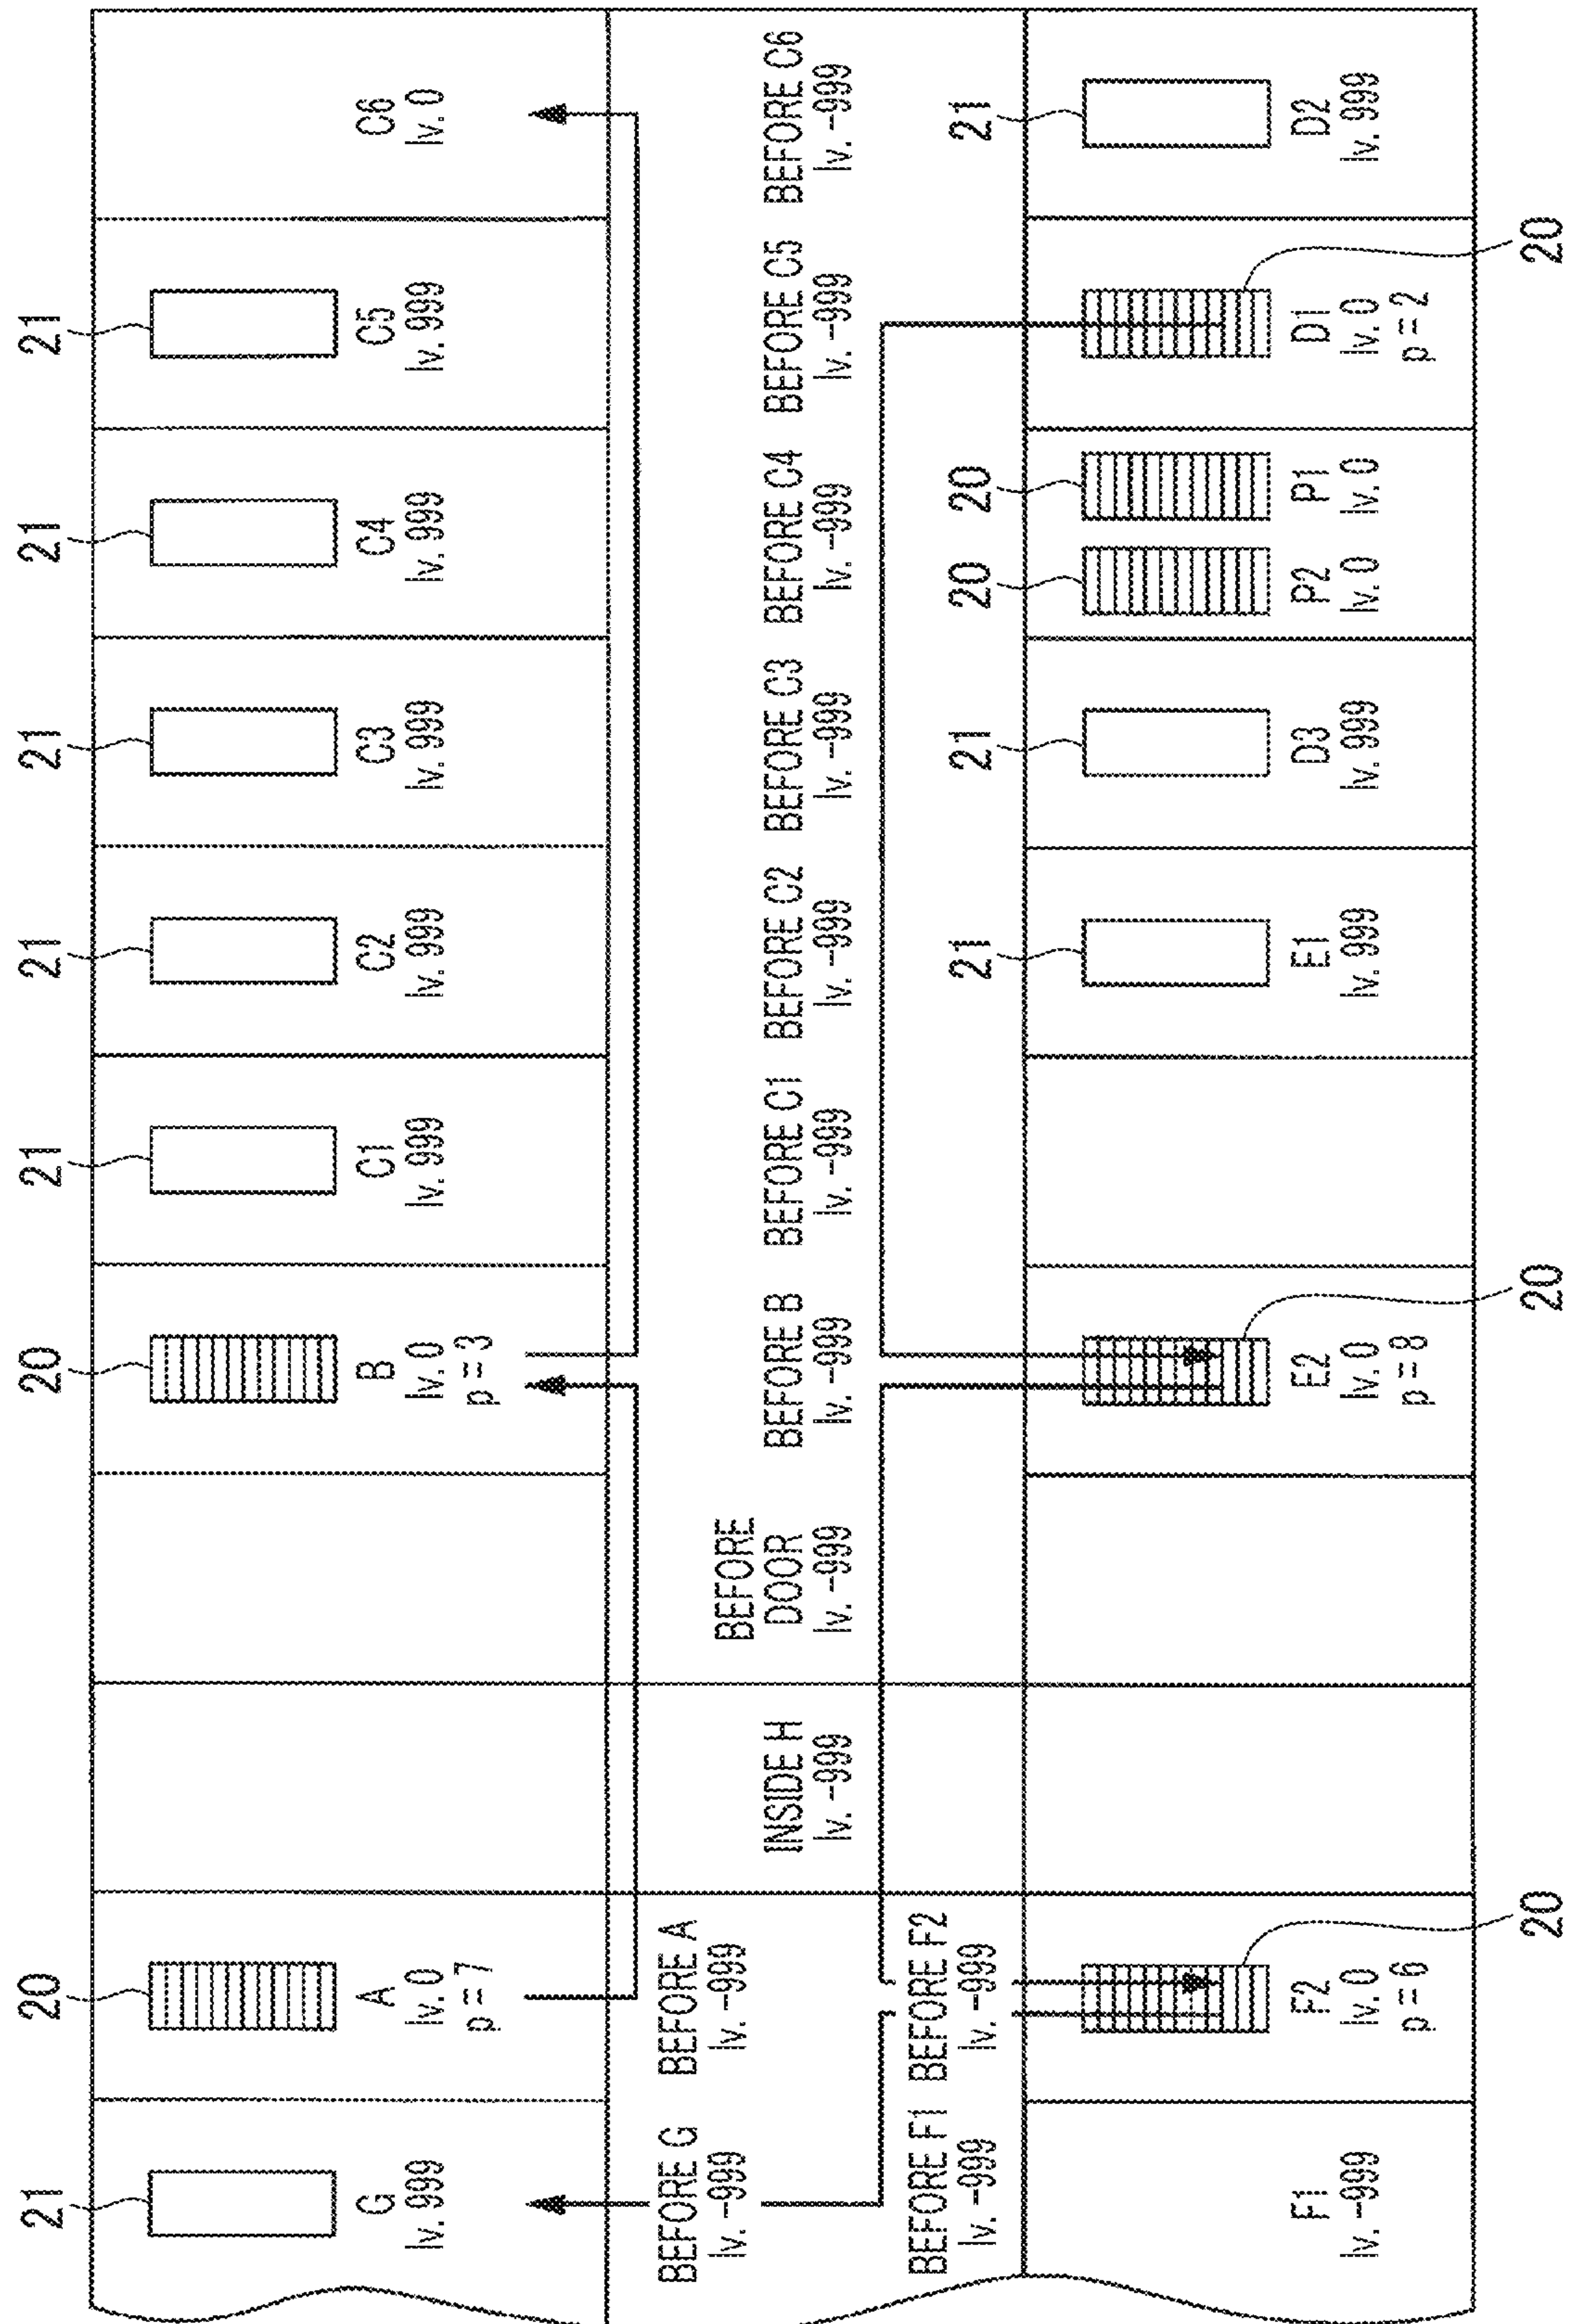 21
20
20
21
21
21
21
21
G
lv. 999
A
lv. 0
p = 7
B
lv. 0
p = 3
C1
lv. 999
C2
lv. 999
C3
lv. 999
C4
lv. 999
C5
lv. 999
C6
lv. 0
BEFORE G
lv. -999
BEFORE A
lv. -999
INSIDE H
lv. -999
BEFORE
DOOR
lv. -999
BEFORE B
lv. -999
BEFORE C1
lv. -999
BEFORE C2
lv. -999
BEFORE C3
lv. -999
BEFORE C4
lv. -999
BEFORE C5
lv. -999
BEFORE C6
lv. -999
BEFORE F1
lv. -999
BEFORE F2
lv. -999
21
21
20
20
21
F1
lv. -999
F2
lv. 0
p = 6
E2
lv. 0
p = 8
E1
lv. 999
D3
lv. 999
P2
lv. 0
P1
lv. 0
D1
lv. 0
p = 2
D2
lv. 999
20
20
20